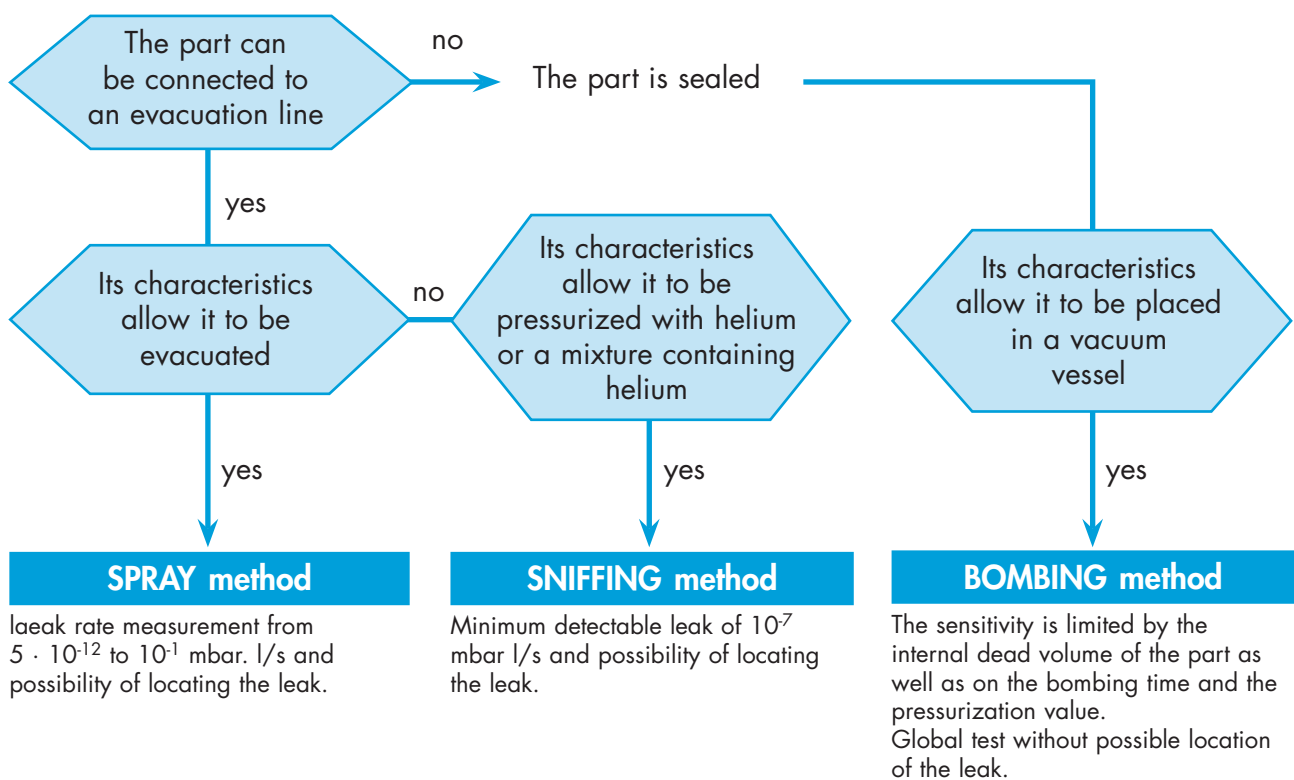 The part can
be connected to
an evacuation line
no
The part is sealed
yes
Its characteristics
allow it to be
evacuated
no
Its characteristics
allow it to be
pressurized with helium
or a mixture containing
helium
Its characteristics
allow it to be placed
in a vacuum
vessel
yes
yes
yes
SPRAY method
laeak rate measurement from
5 · 10⁻¹² to 10⁻¹ mbar. l/s and
possibility of locating the leak.
SNIFFING method
Minimum detectable leak of 10⁻⁷
mbar l/s and possibility of locating
the leak.
BOMBING method
The sensitivity is limited by the
internal dead volume of the part as
well as on the bombing time and the
pressurization value.
Global test without possible location
of the leak.